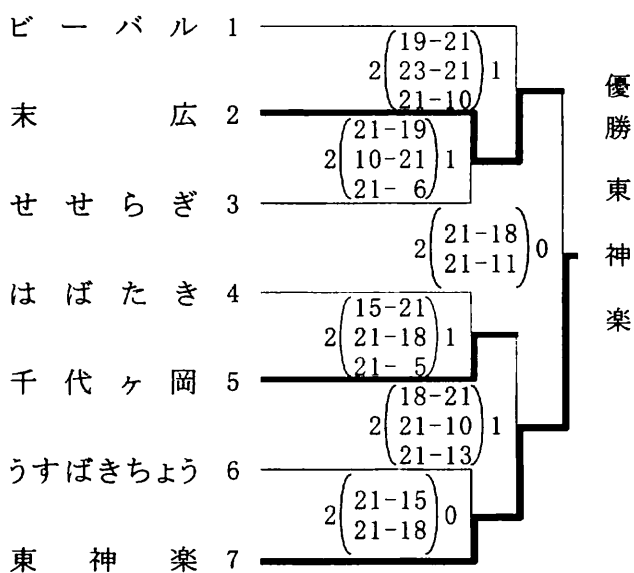 ビーバル 1
2(19-21 23-21 21-10)1
末広 2
2(21-19 10-21 21- 6)1
せせらぎ 3
2(21-18 21-11)0
はばたき 4
2(15-21 21-18 21- 5)1
千代ヶ岡 5
2(18-21 21-10 21-13)1
うすばきちょう 6
2(21-15 21-18)0
東神楽 7
優勝 東神楽